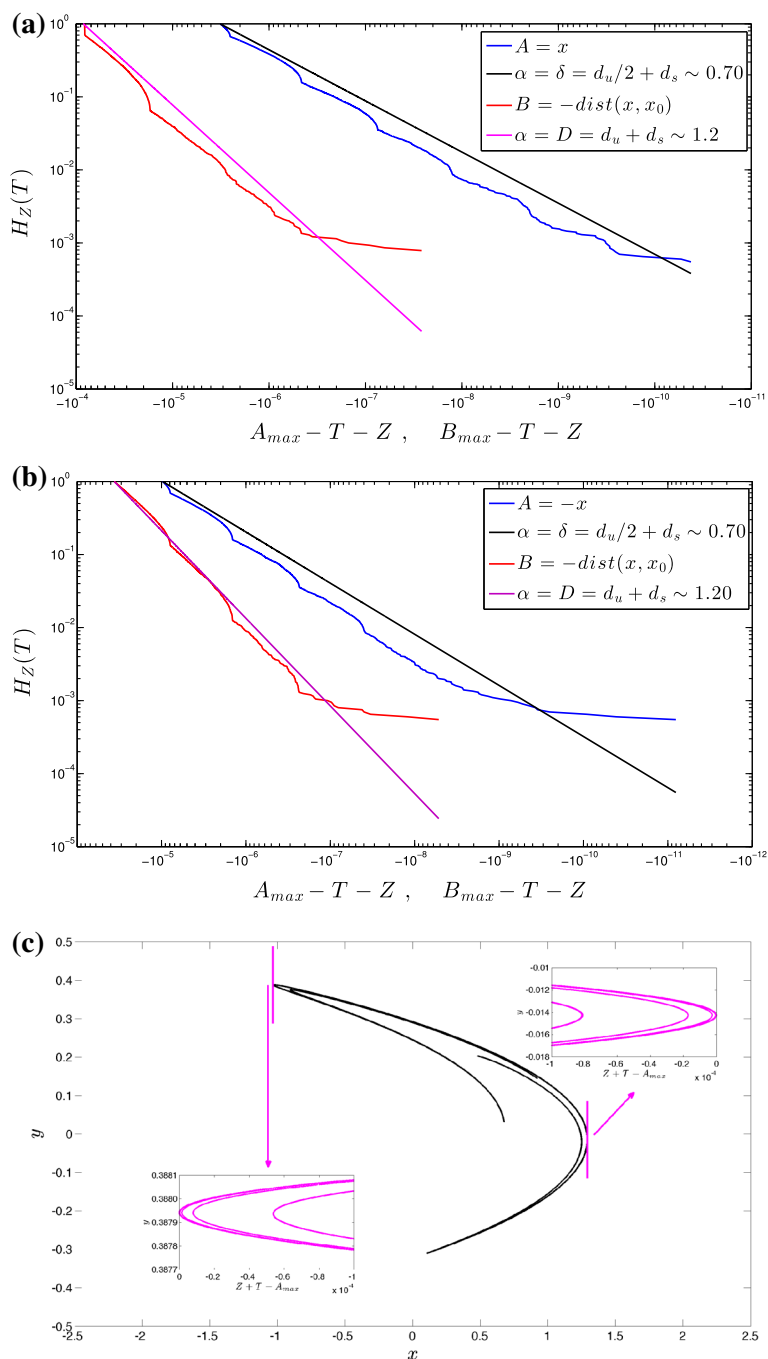 (a)
10^0
10^-1
10^-2
10^-3
10^-4
10^-5
H_Z(T)
A = x
α = δ = d_u/2 + d_s ∼ 0.70
B = −dist(x, x_0)
α = D = d_u + d_s ∼ 1.2
−10^-4 −10^-5 −10^-6 −10^-7 −10^-8 −10^-9 −10^-10 −10^-11
A_max − T − Z , B_max − T − Z
(b)
10^0
10^-1
10^-2
10^-3
10^-4
10^-5
H_Z(T)
A = −x
α = δ = d_u/2 + d_s ∼ 0.70
B = −dist(x, x_0)
α = D = d_u + d_s ∼ 1.20
−10^-5 −10^-6 −10^-7 −10^-8 −10^-9 −10^-10 −10^-11 −10^-12
A_max − T − Z , B_max − T − Z
(c)
0.5
0.4
0.3
0.2
0.1
0
-0.1
-0.2
-0.3
-0.4
-0.5
y
-0.01
-0.012
-0.014
-0.016
-0.018
y
-1 -0.8 -0.6 -0.4 -0.2 0
Z + T − A_max
x 10^-4
0.3881
0.3880
0.3879
0.3878
0.3877
y
0 -0.2 -0.4 -0.6 -0.8 -1
Z + T − A_max
x 10^-4
-2.5 -2 -1.5 -1 -0.5 0 0.5 1 1.5 2 2.5
x